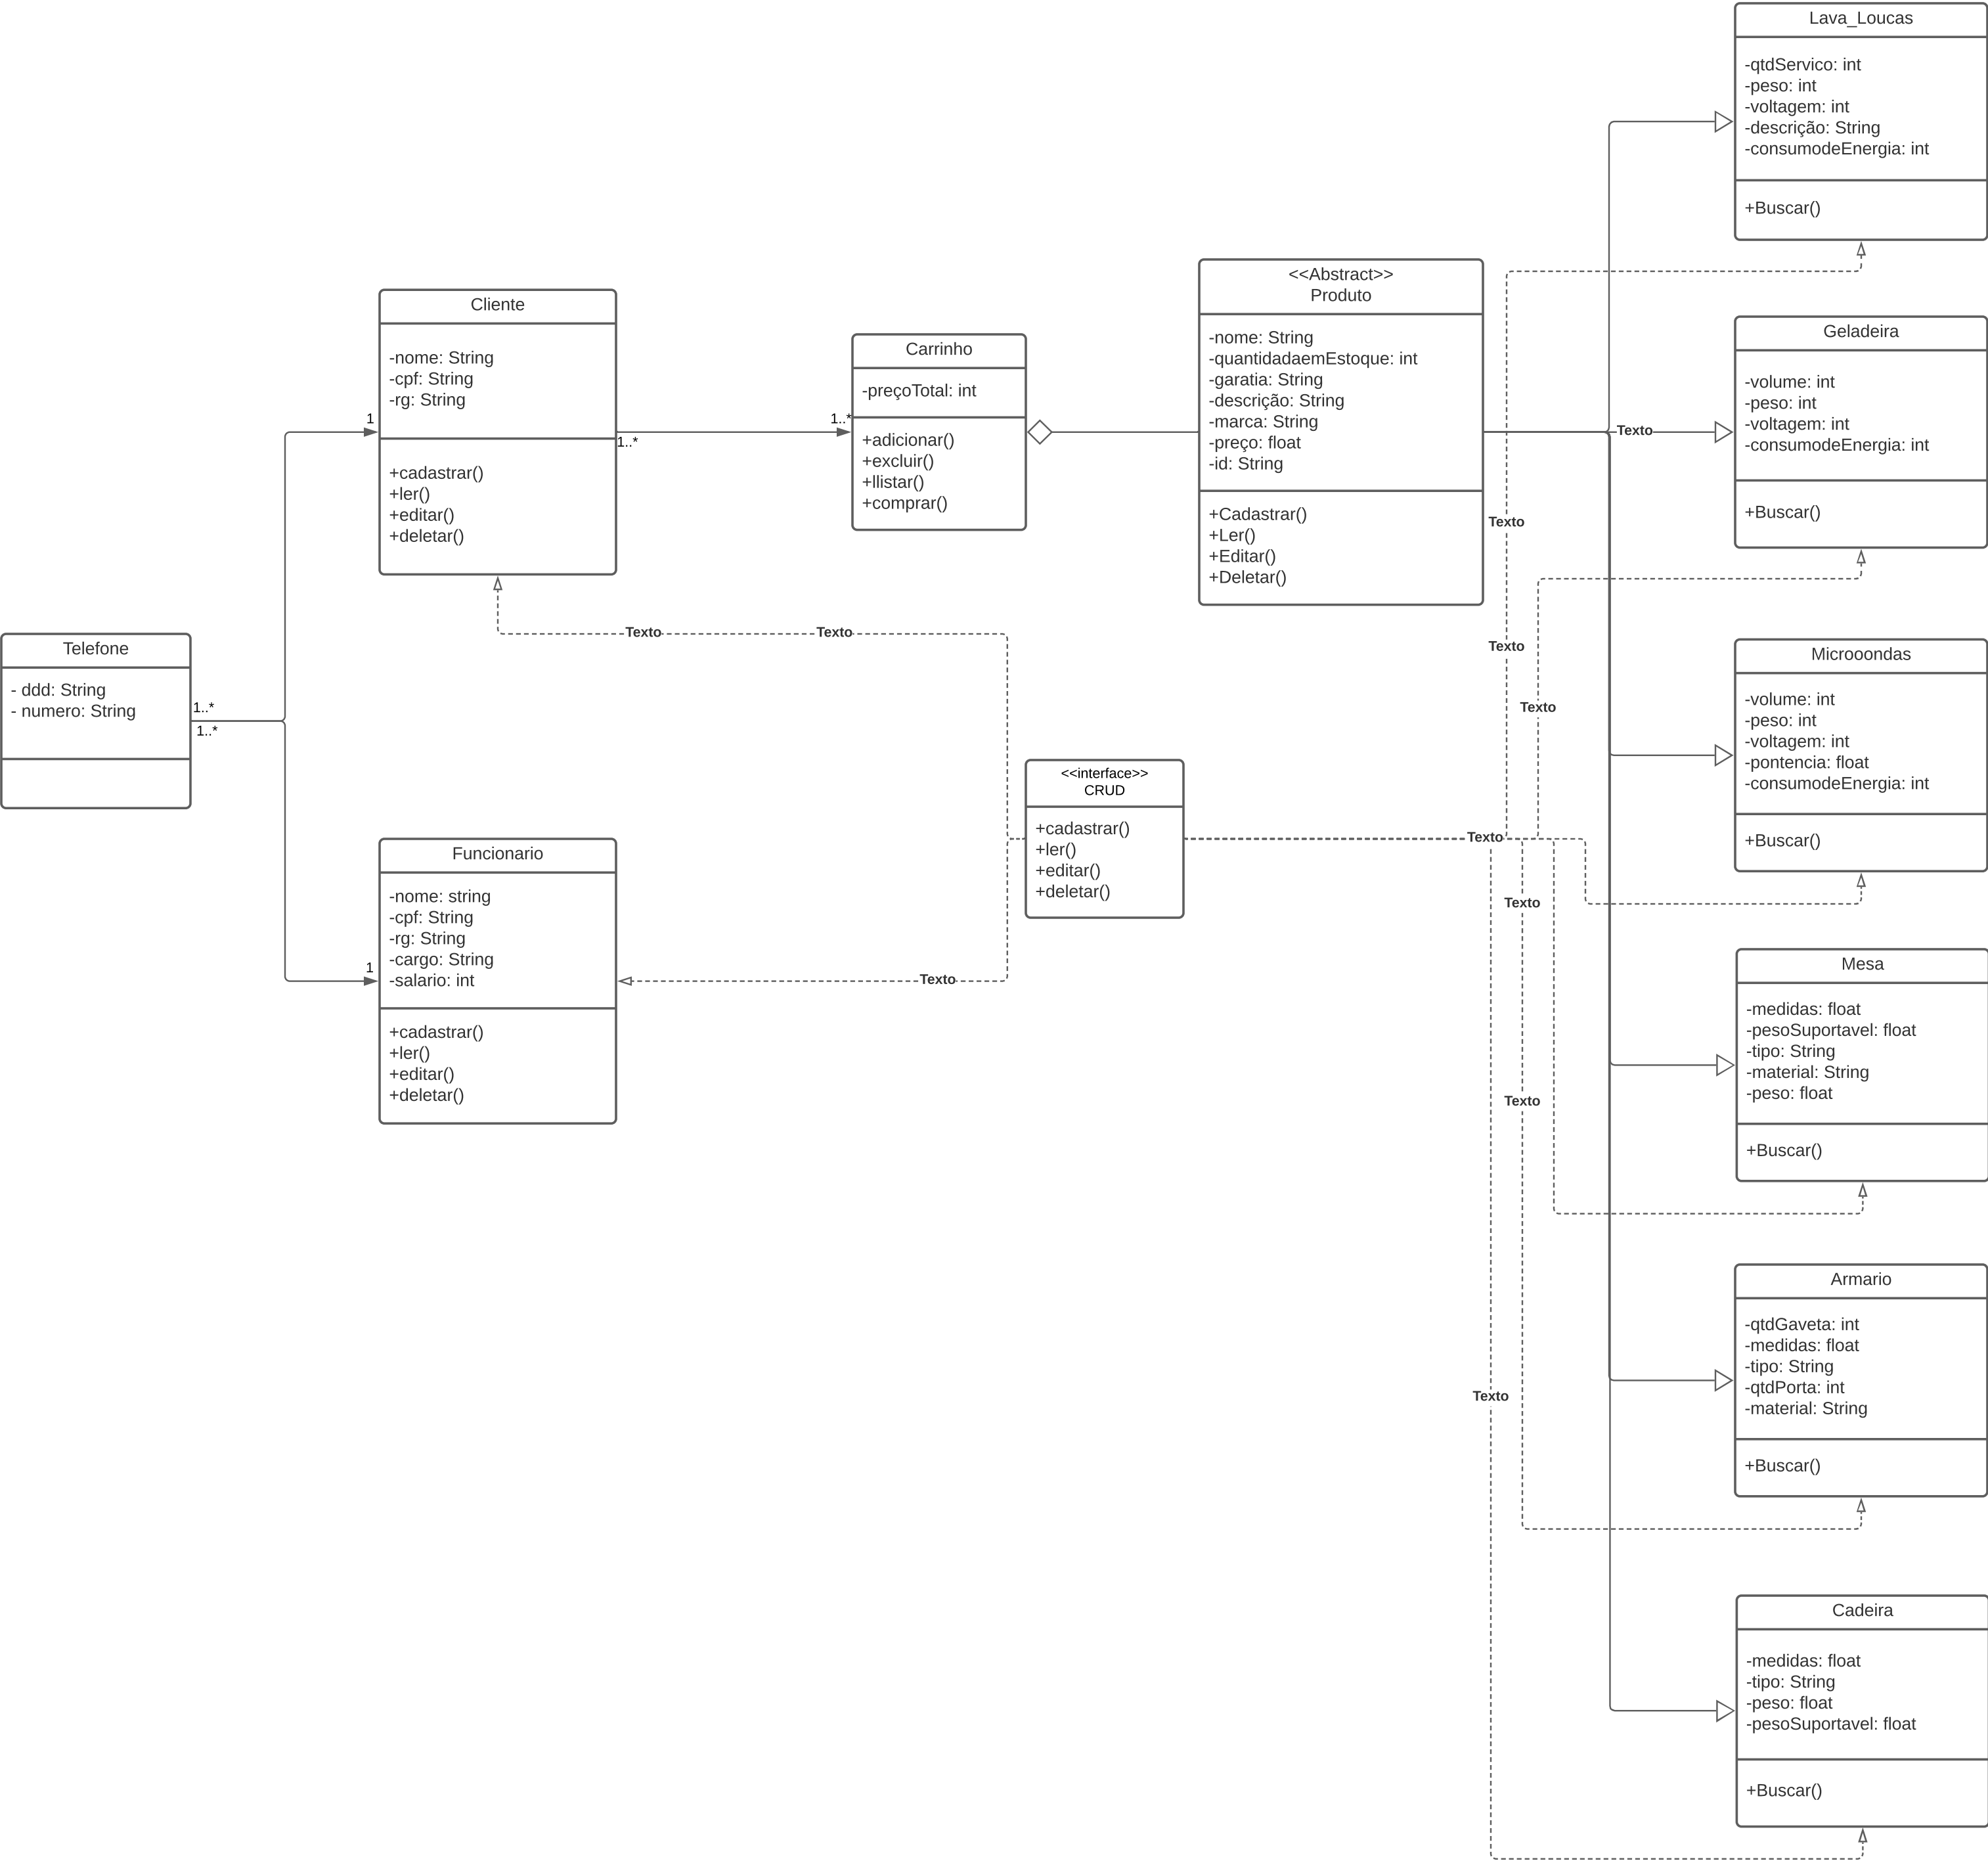 Lava_Loucas
-qtdServico: int
-peso: int
-voltagem: int
-descrição: String
-consumodeEnergia: int
+Buscar()
<<Abstract>>
Produto
-nome: String
-quantidadaemEstoque: int
-garatia: String
-descrição: String
-marca: String
-preço: float
-id: String
+Cadastrar()
+Ler()
+Editar()
+Deletar()
Cliente
-nome: String
-cpf: String
-rg: String
+cadastrar()
+ler()
+editar()
+deletar()
1
1..*
1..*
Carrinho
-preçoTotal: int
+adicionar()
+excluir()
+llistar()
+comprar()
Geladeira
-volume: int
-peso: int
-voltagem: int
-consumodeEnergia: int
+Buscar()
Texto
Texto
Texto
Texto
Texto
Texto
Telefone
- ddd: String
- numero: String
1..*
1..*
Microoondas
-volume: int
-peso: int
-voltagem: int
-pontencia: float
-consumodeEnergia: int
+Buscar()
<<interface>>
CRUD
+cadastrar()
+ler()
+editar()
+deletar()
Texto
Texto
Funcionario
-nome: string
-cpf: String
-rg: String
-cargo: String
-salario: int
+cadastrar()
+ler()
+editar()
+deletar()
1
Texto
Mesa
-medidas: float
-pesoSuportavel: float
-tipo: String
-material: String
-peso: float
+Buscar()
Texto
Armario
-qtdGaveta: int
-medidas: float
-tipo: String
-qtdPorta: int
-material: String
+Buscar()
Texto
Cadeira
-medidas: float
-tipo: String
-peso: float
-pesoSuportavel: float
+Buscar()